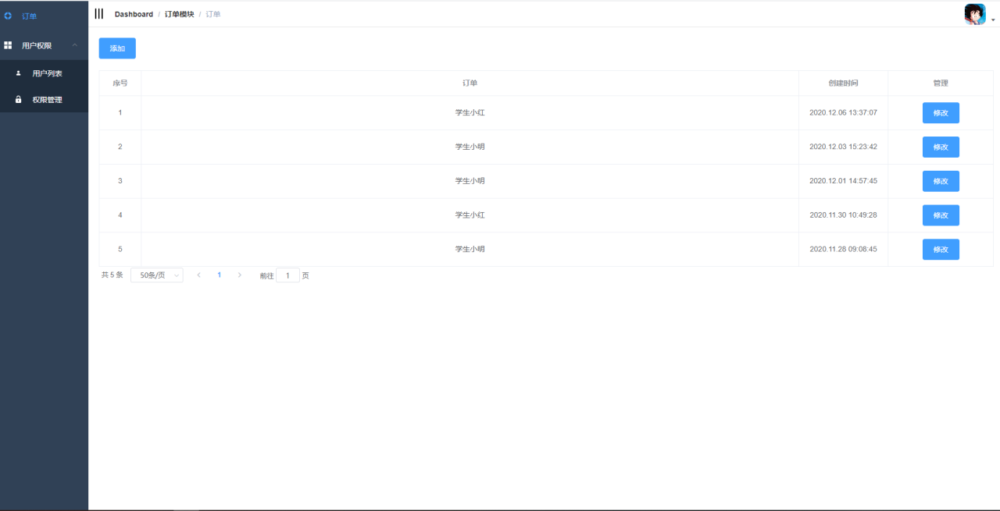 订单
用户权限
用户列表
权限管理
Dashboard / 订单模块 / 订单
添加
序号 订单 创建时间 管理
1 学生小红 2020.12.06 13:37:07 修改
2 学生小明 2020.12.03 15:23:42 修改
3 学生小明 2020.12.01 14:57:45 修改
4 学生小红 2020.11.30 10:49:28 修改
5 学生小明 2020.11.28 09:08:45 修改
共 5 条 50条/页 1 前往 1 页